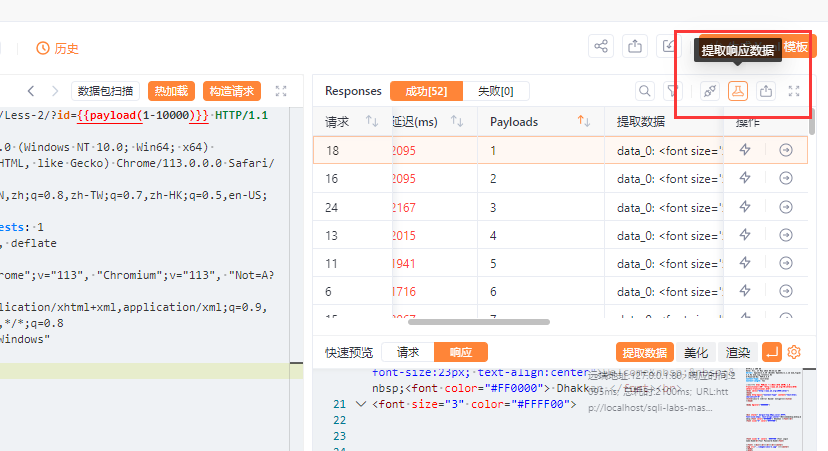 历史
提取响应数据
模板
数据包扫描 热加载 构造请求
Responses 成功[52] 失败[0]
/Less-2/?id={{payload(1-10000)}} HTTP/1.1
.0 (Windows NT 10.0; Win64; x64)
HTML, like Gecko) Chrome/113.0.0.0 Safari/
N,zh;q=0.8,zh-TW;q=0.7,zh-HK;q=0.5,en-US;
ests: 1
, deflate
rome";v="113", "Chromium";v="113", "Not=A?
lication/xhtml+xml,application/xml;q=0.9,
,*/*;q=0.8
Windows"
请求 延迟(ms) Payloads 提取数据 操作
18 2095 1 data_0: <font size='
16 2095 2 data_0: <font size='
24 2167 3 data_0: <font size='
13 2015 4 data_0: <font size='
11 1941 5 data_0: <font size='
6 1716 6 data_0: <font size='
快速预览 请求 响应 提取数据 美化 渲染
font-size:23px; text-align:center
nbsp;<font color="#FF0000"> Dhakkan
21 <font size="3" color="#FFFF00">
22
23
24
远端地址:127.0.0.1:80; 响应时间:2
095ms; 总耗时:2100ms; URL:htt
p://localhost/sqli-labs-mas...